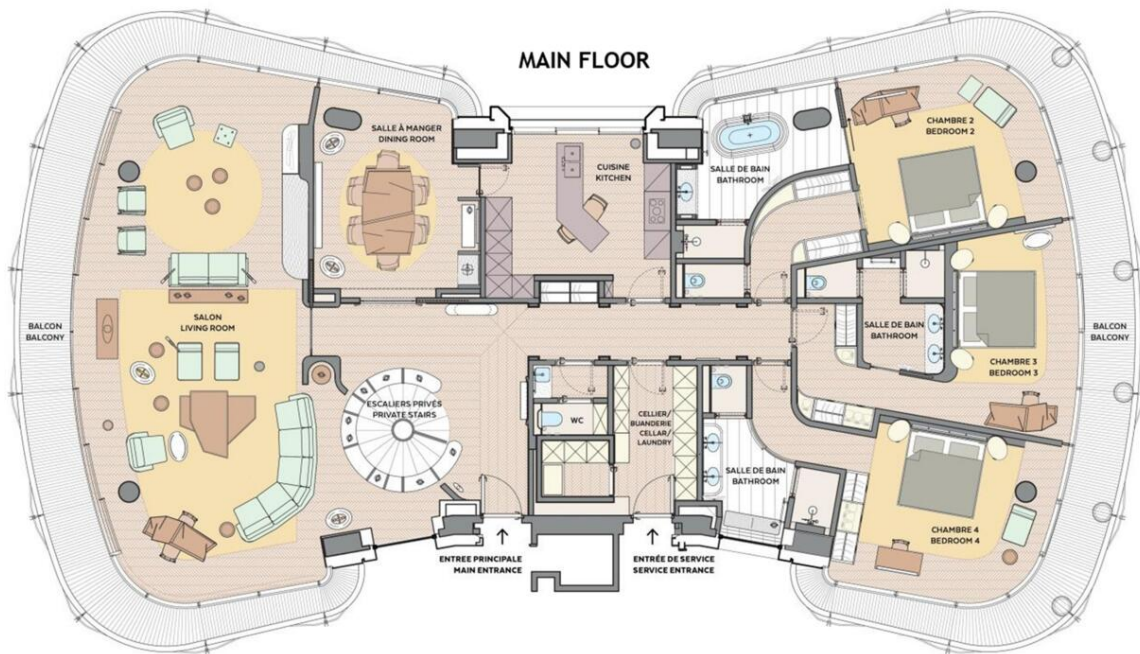 MAIN FLOOR
SALLE À MANGER
DINING ROOM
CUISINE
KITCHEN
SALLE DE BAIN
BATHROOM
CHAMBRE 2
BEDROOM 2
SALON
LIVING ROOM
BALCON
BALCONY
SALLE DE BAIN
BATHROOM
CHAMBRE 3
BEDROOM 3
BALCON
BALCONY
ESCALIERS PRIVÉS
PRIVATE STAIRS
WC
CELLIER/
BUANDERIE
CELLAR/
LAUNDRY
SALLE DE BAIN
BATHROOM
CHAMBRE 4
BEDROOM 4
ENTREE PRINCIPALE
MAIN ENTRANCE
ENTRÉE DE SERVICE
SERVICE ENTRANCE